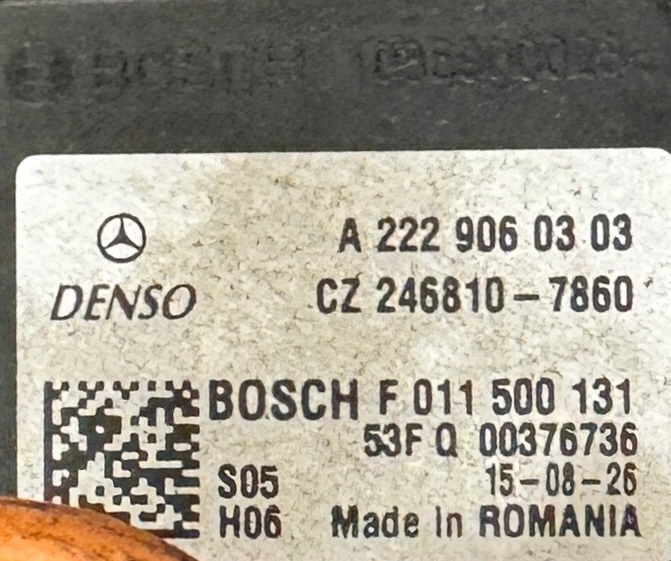 BOSCH
A 222 906 03 03
DENSO CZ 246810-7860
BOSCH F 011 500 131
53F Q 00376736
S05 15-08-26
H06 Made in ROMANIA